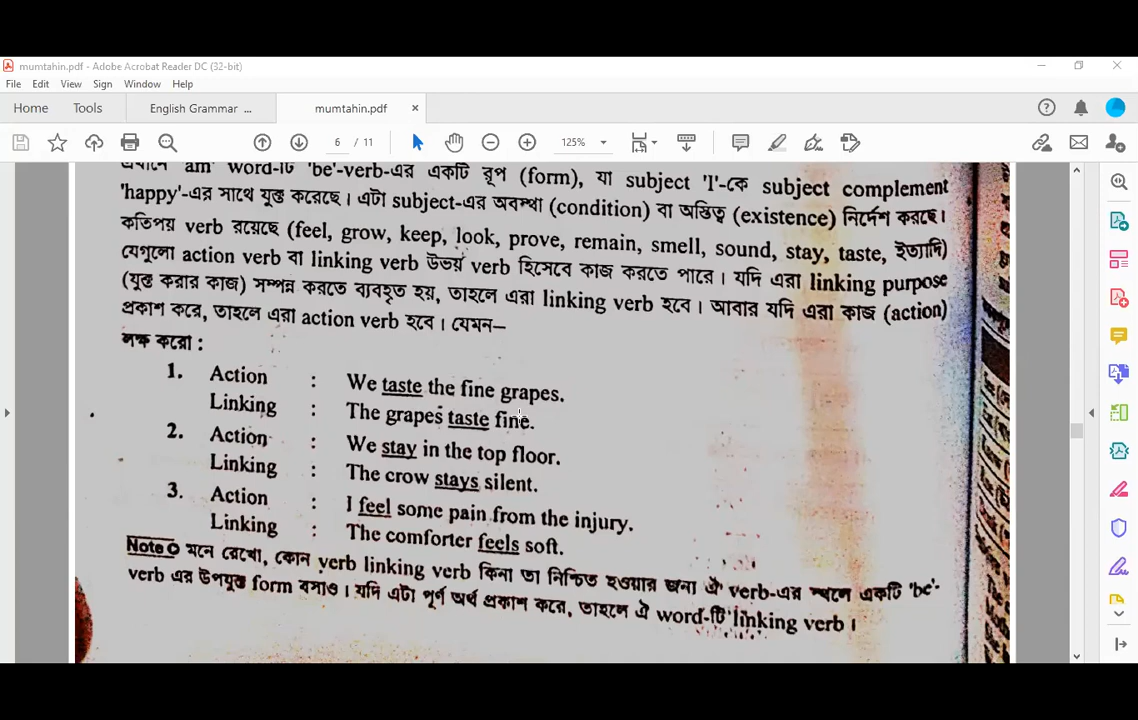 mumtahin.pdf - Adobe Acrobat Reader DC (32-bit)
File Edit View Sign Window Help
Home Tools English Grammar ... mumtahin.pdf
6 / 11 125%
এখানে 'am' word-টি 'be'-verb-এর একটি রূপ (form), যা subject 'I'-কে subject complement
'happy'-এর সাথে যুক্ত করেছে। এটা subject-এর অবস্থা (condition) বা অস্তিত্ব (existence) নির্দেশ করছে।
কতিপয় verb রয়েছে (feel, grow, keep, look, prove, remain, smell, sound, stay, taste, ইত্যাদি)
যেগুলো action verb বা linking verb উভয় verb হিসেবে কাজ করতে পারে। যদি এরা linking purpose
(যুক্ত করার কাজ) সম্পন্ন করতে ব্যবহৃত হয়, তাহলে এরা linking verb হবে। আবার যদি এরা কাজ (action)
প্রকাশ করে, তাহলে এরা action verb হবে। যেমন–
লক্ষ করো :
1. Action : We taste the fine grapes.
Linking : The grapes taste fine.
2. Action : We stay in the top floor.
Linking : The crow stays silent.
3. Action : I feel some pain from the injury.
Linking : The comforter feels soft.
Note মনে রেখো, কোন verb linking verb কিনা তা নিশ্চিত হওয়ার জন্য ঐ verb-এর স্থলে একটি 'be'-
verb এর উপযুক্ত form বসাও। যদি এটা পূর্ণ অর্থ প্রকাশ করে, তাহলে ঐ word-টি linking verb।